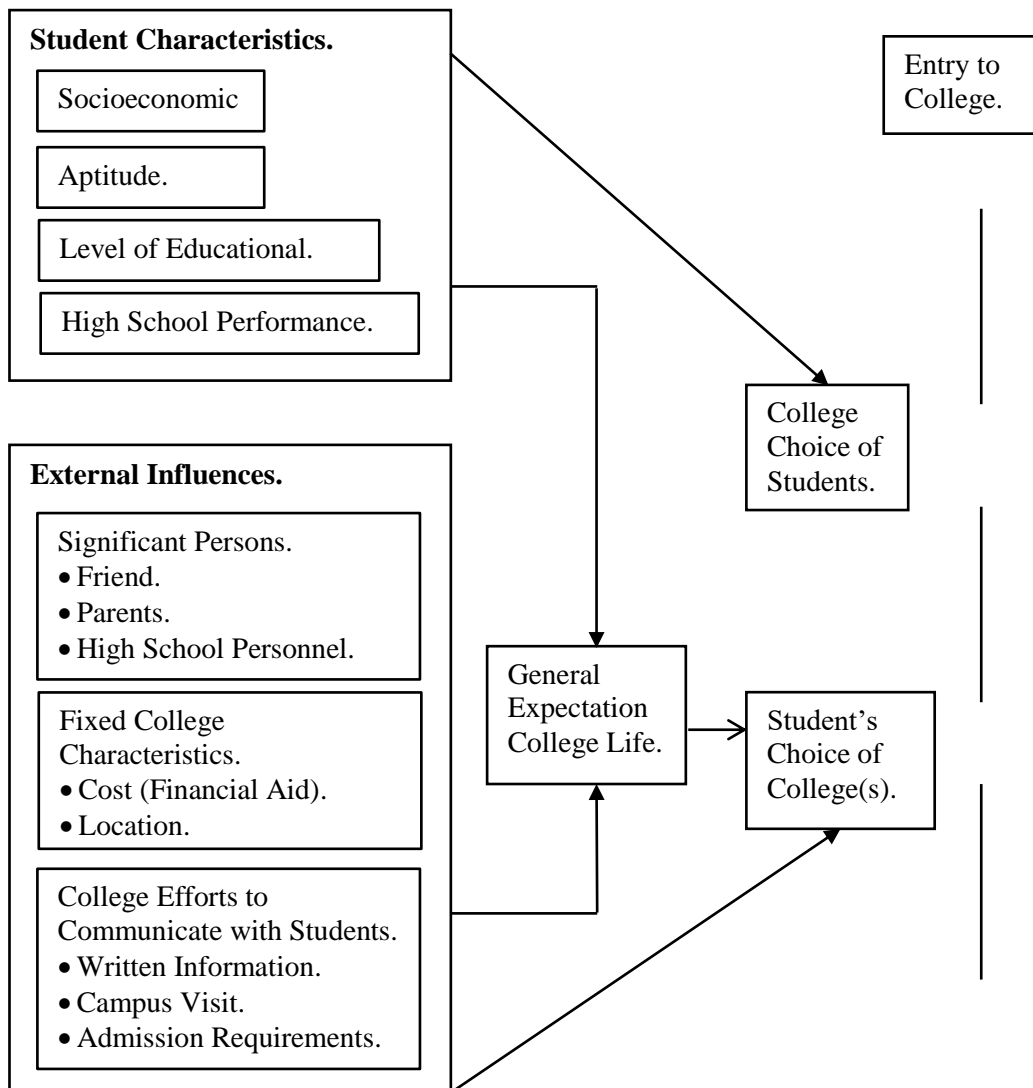 Student Characteristics.
Socioeconomic
Aptitude.
Level of Educational.
High School Performance.
External Influences.
Significant Persons.
• Friend.
• Parents.
• High School Personnel.
Fixed College
Characteristics.
• Cost (Financial Aid).
• Location.
College Efforts to
Communicate with Students.
• Written Information.
• Campus Visit.
• Admission Requirements.
General
Expectation
College Life.
Entry to
College.
College
Choice of
Students.
Student’s
Choice of
College(s).